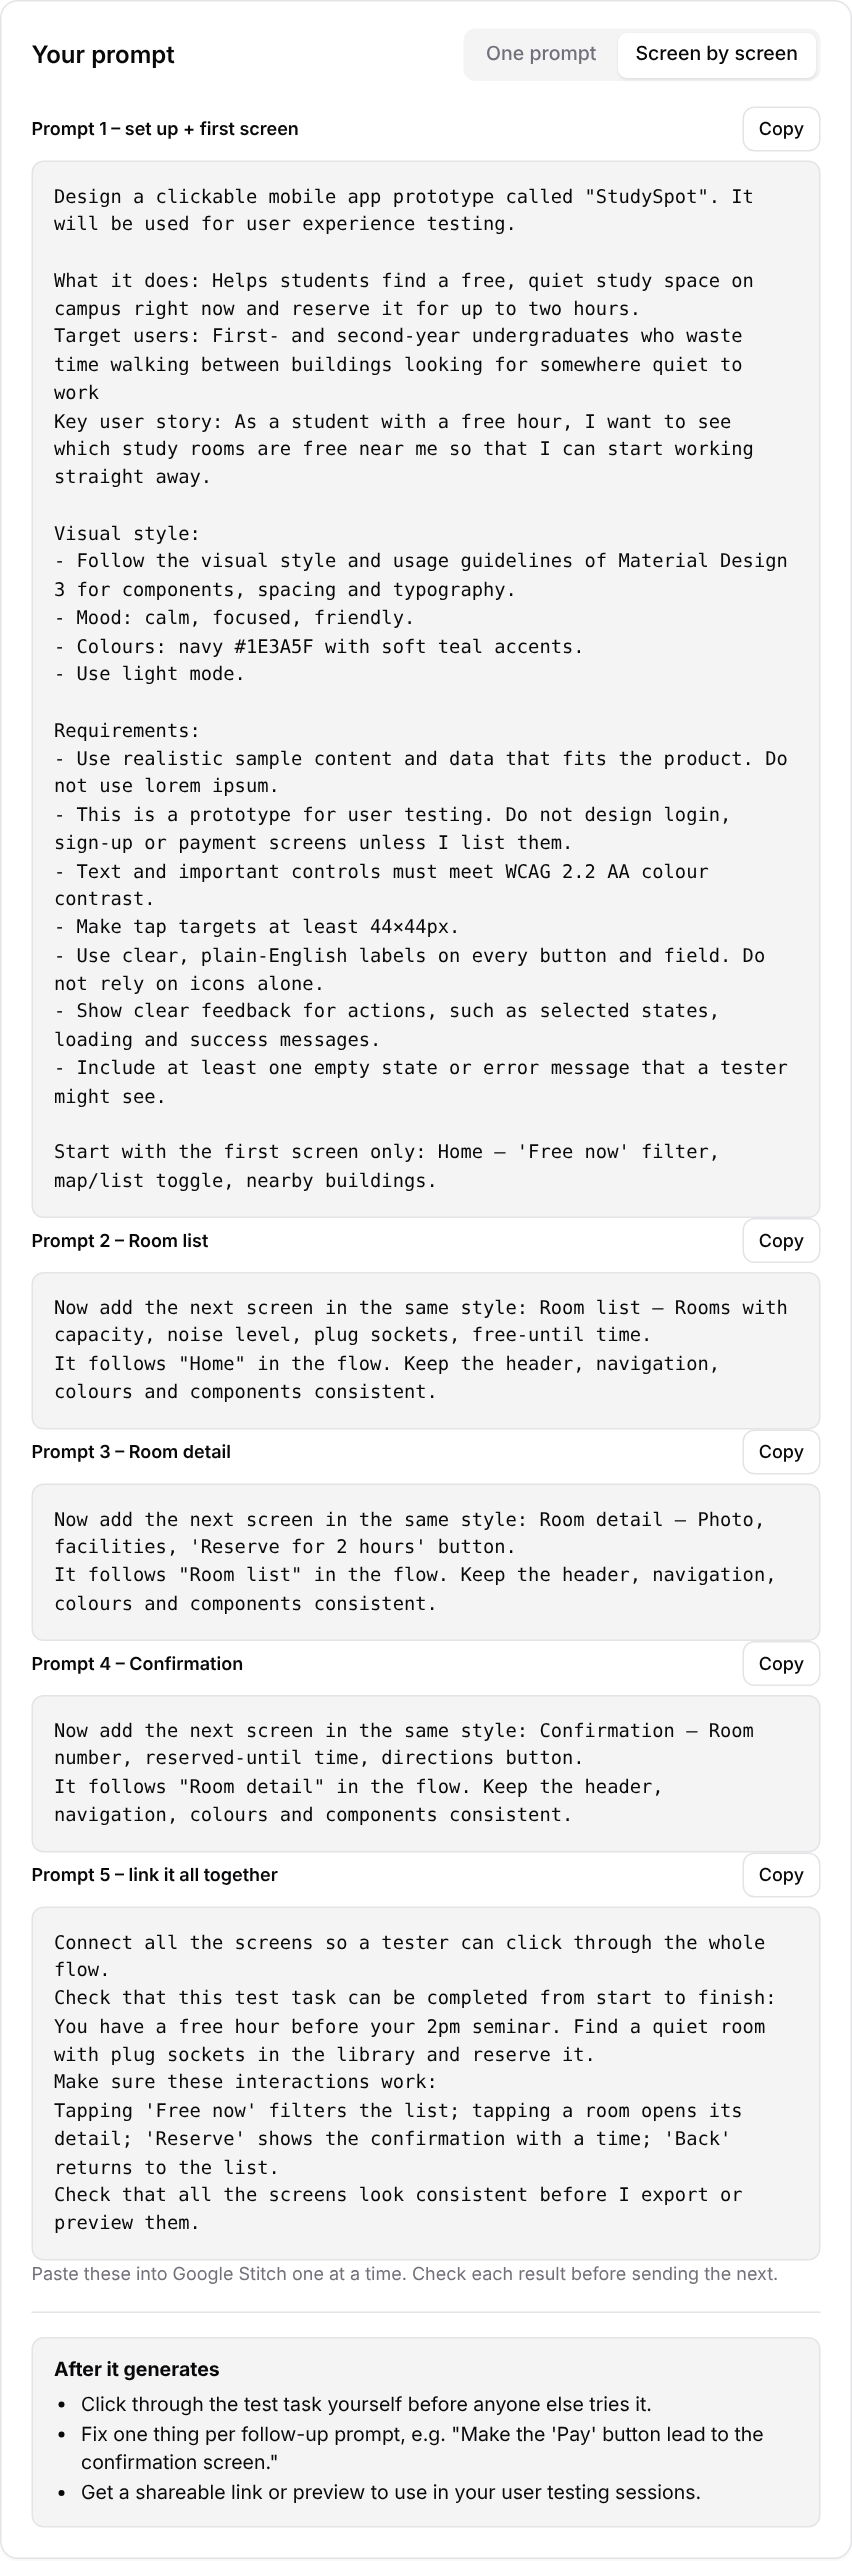 Your prompt
One prompt
Screen by screen
Prompt 1 – set up + first screen
Copy
Design a clickable mobile app prototype called "StudySpot". It
will be used for user experience testing.
What it does: Helps students find a free, quiet study space on
campus right now and reserve it for up to two hours.
Target users: First- and second-year undergraduates who waste
time walking between buildings looking for somewhere quiet to
work
Key user story: As a student with a free hour, I want to see
which study rooms are free near me so that I can start working
straight away.
Visual style:
- Follow the visual style and usage guidelines of Material Design
3 for components, spacing and typography.
- Mood: calm, focused, friendly.
- Colours: navy #1E3A5F with soft teal accents.
- Use light mode.
Requirements:
- Use realistic sample content and data that fits the product. Do
not use lorem ipsum.
- This is a prototype for user testing. Do not design login,
sign-up or payment screens unless I list them.
- Text and important controls must meet WCAG 2.2 AA colour
contrast.
- Make tap targets at least 44×44px.
- Use clear, plain-English labels on every button and field. Do
not rely on icons alone.
- Show clear feedback for actions, such as selected states,
loading and success messages.
- Include at least one empty state or error message that a tester
might see.
Start with the first screen only: Home – 'Free now' filter,
map/list toggle, nearby buildings.
Prompt 2 – Room list
Copy
Now add the next screen in the same style: Room list – Rooms with
capacity, noise level, plug sockets, free-until time.
It follows "Home" in the flow. Keep the header, navigation,
colours and components consistent.
Prompt 3 – Room detail
Copy
Now add the next screen in the same style: Room detail – Photo,
facilities, 'Reserve for 2 hours' button.
It follows "Room list" in the flow. Keep the header, navigation,
colours and components consistent.
Prompt 4 – Confirmation
Copy
Now add the next screen in the same style: Confirmation – Room
number, reserved-until time, directions button.
It follows "Room detail" in the flow. Keep the header,
navigation, colours and components consistent.
Prompt 5 – link it all together
Copy
Connect all the screens so a tester can click through the whole
flow.
Check that this test task can be completed from start to finish:
You have a free hour before your 2pm seminar. Find a quiet room
with plug sockets in the library and reserve it.
Make sure these interactions work:
Tapping 'Free now' filters the list; tapping a room opens its
detail; 'Reserve' shows the confirmation with a time; 'Back'
returns to the list.
Check that all the screens look consistent before I export or
preview them.
Paste these into Google Stitch one at a time. Check each result before sending the next.
After it generates
• Click through the test task yourself before anyone else tries it.
• Fix one thing per follow-up prompt, e.g. "Make the 'Pay' button lead to the
confirmation screen."
• Get a shareable link or preview to use in your user testing sessions.